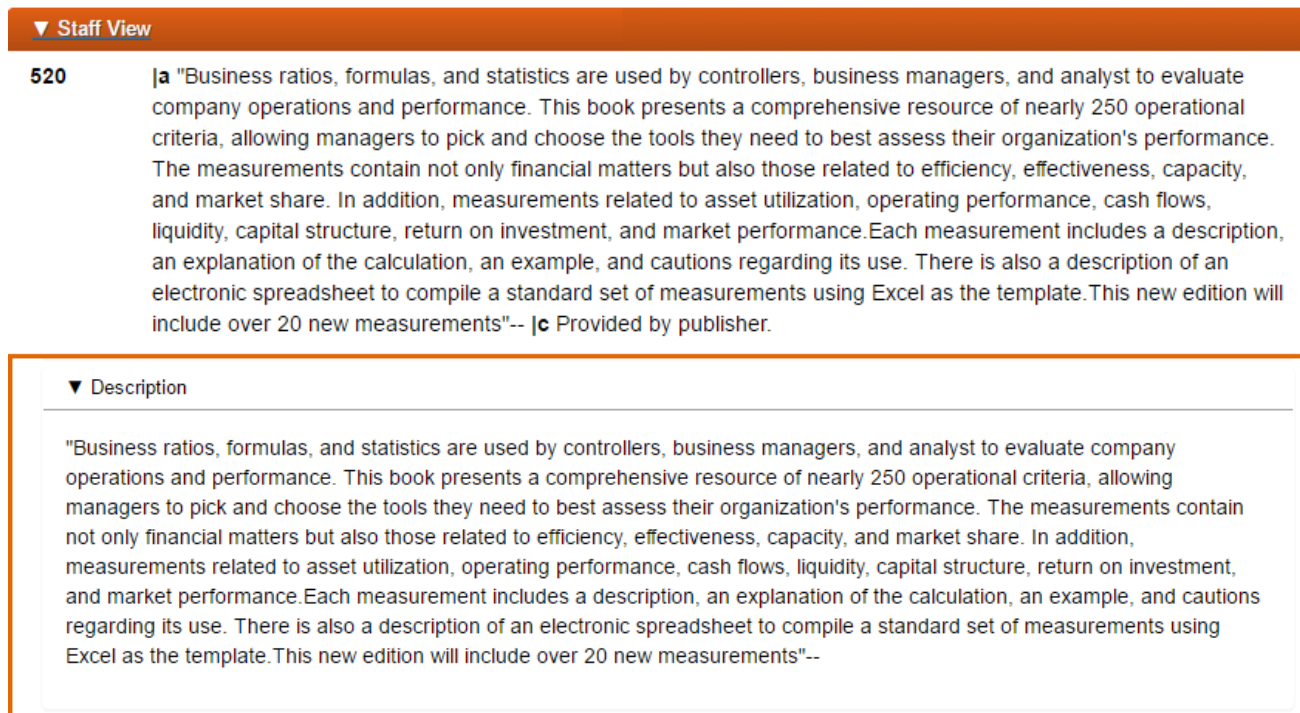 ▼ Staff View
520 |a "Business ratios, formulas, and statistics are used by controllers, business managers, and analyst to evaluate
company operations and performance. This book presents a comprehensive resource of nearly 250 operational
criteria, allowing managers to pick and choose the tools they need to best assess their organization's performance.
The measurements contain not only financial matters but also those related to efficiency, effectiveness, capacity,
and market share. In addition, measurements related to asset utilization, operating performance, cash flows,
liquidity, capital structure, return on investment, and market performance.Each measurement includes a description,
an explanation of the calculation, an example, and cautions regarding its use. There is also a description of an
electronic spreadsheet to compile a standard set of measurements using Excel as the template.This new edition will
include over 20 new measurements"-- |c Provided by publisher.
▼ Description
"Business ratios, formulas, and statistics are used by controllers, business managers, and analyst to evaluate company
operations and performance. This book presents a comprehensive resource of nearly 250 operational criteria, allowing
managers to pick and choose the tools they need to best assess their organization's performance. The measurements contain
not only financial matters but also those related to efficiency, effectiveness, capacity, and market share. In addition,
measurements related to asset utilization, operating performance, cash flows, liquidity, capital structure, return on investment,
and market performance.Each measurement includes a description, an explanation of the calculation, an example, and cautions
regarding its use. There is also a description of an electronic spreadsheet to compile a standard set of measurements using
Excel as the template.This new edition will include over 20 new measurements"--